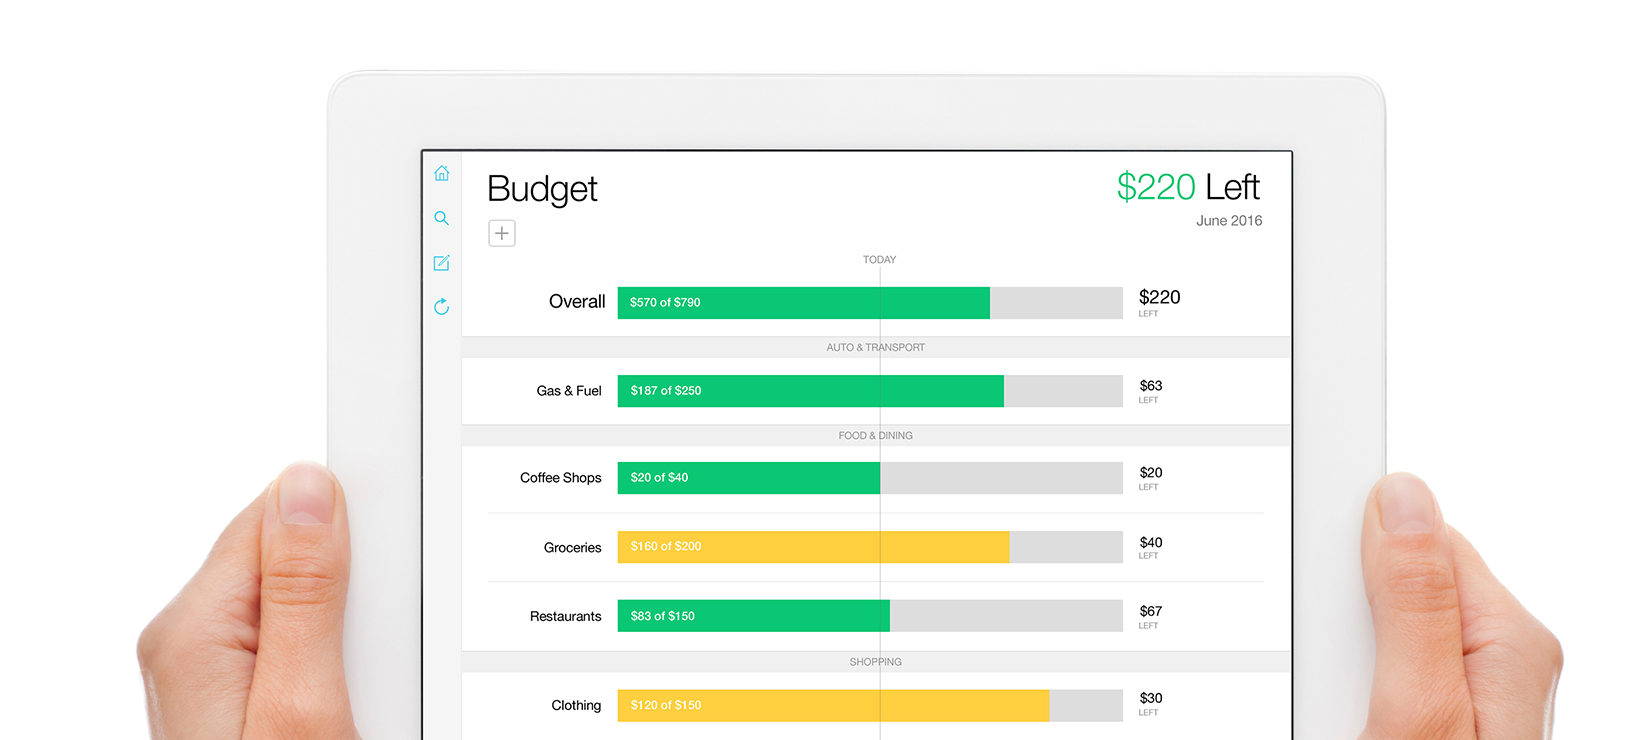 Budget
$220 Left
June 2016
TODAY
Overall $570 of $790 $220
LEFT
AUTO & TRANSPORT
Gas & Fuel $187 of $250 $63
LEFT
FOOD & DINING
Coffee Shops $20 of $40 $20
LEFT
Groceries $160 of $200 $40
LEFT
Restaurants $83 of $150 $67
LEFT
SHOPPING
Clothing $120 of $150 $30
LEFT